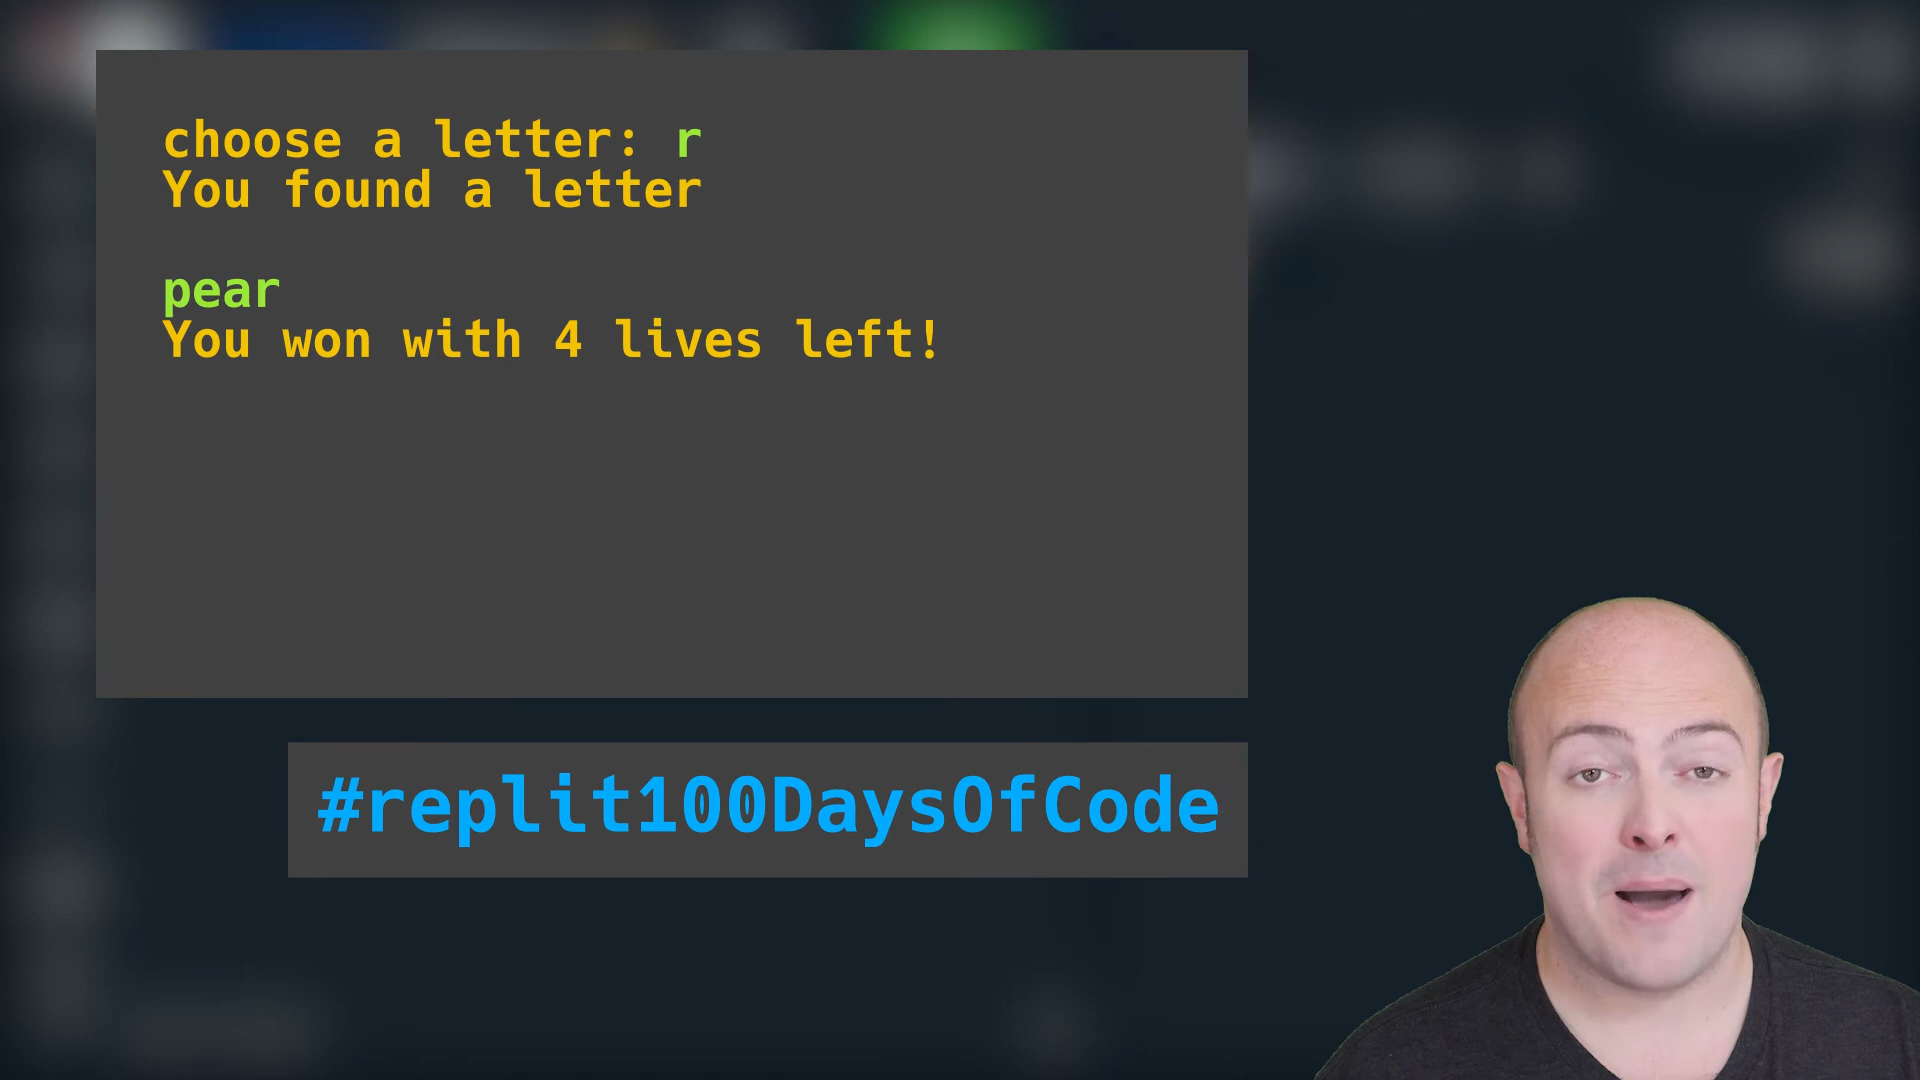 choose a letter: r
You found a letter
pear
You won with 4 lives left!
#replit100DaysOfCode